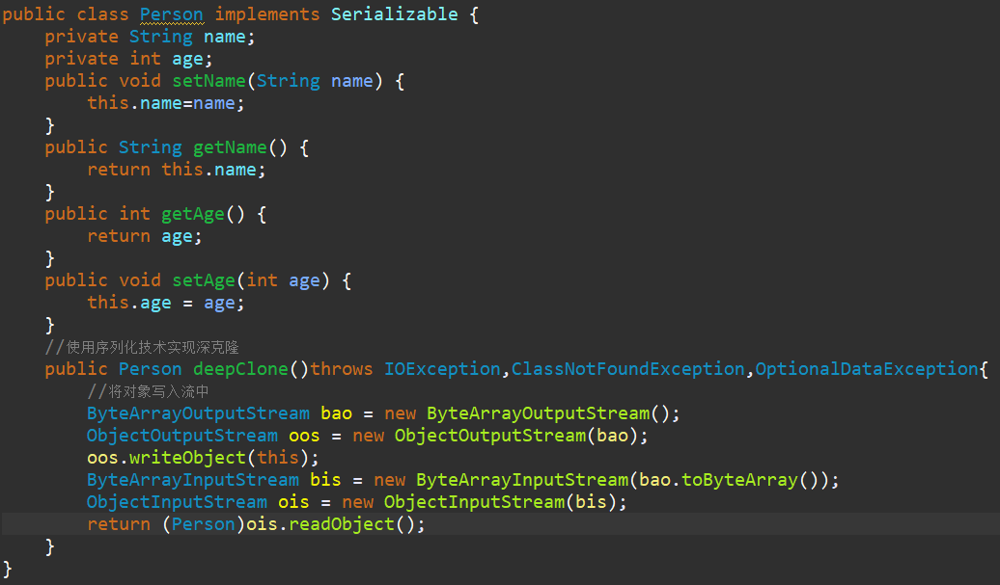 public class Person implements Serializable {
    private String name;
    private int age;
    public void setName(String name) {
        this.name=name;
    }
    public String getName() {
        return this.name;
    }
    public int getAge() {
        return age;
    }
    public void setAge(int age) {
        this.age = age;
    }
    //使用序列化技术实现深克隆
    public Person deepClone()throws IOException,ClassNotFoundException,OptionalDataException{
        //将对象写入流中
        ByteArrayOutputStream bao = new ByteArrayOutputStream();
        ObjectOutputStream oos = new ObjectOutputStream(bao);
        oos.writeObject(this);
        ByteArrayInputStream bis = new ByteArrayInputStream(bao.toByteArray());
        ObjectInputStream ois = new ObjectInputStream(bis);
        return (Person)ois.readObject();
    }
}